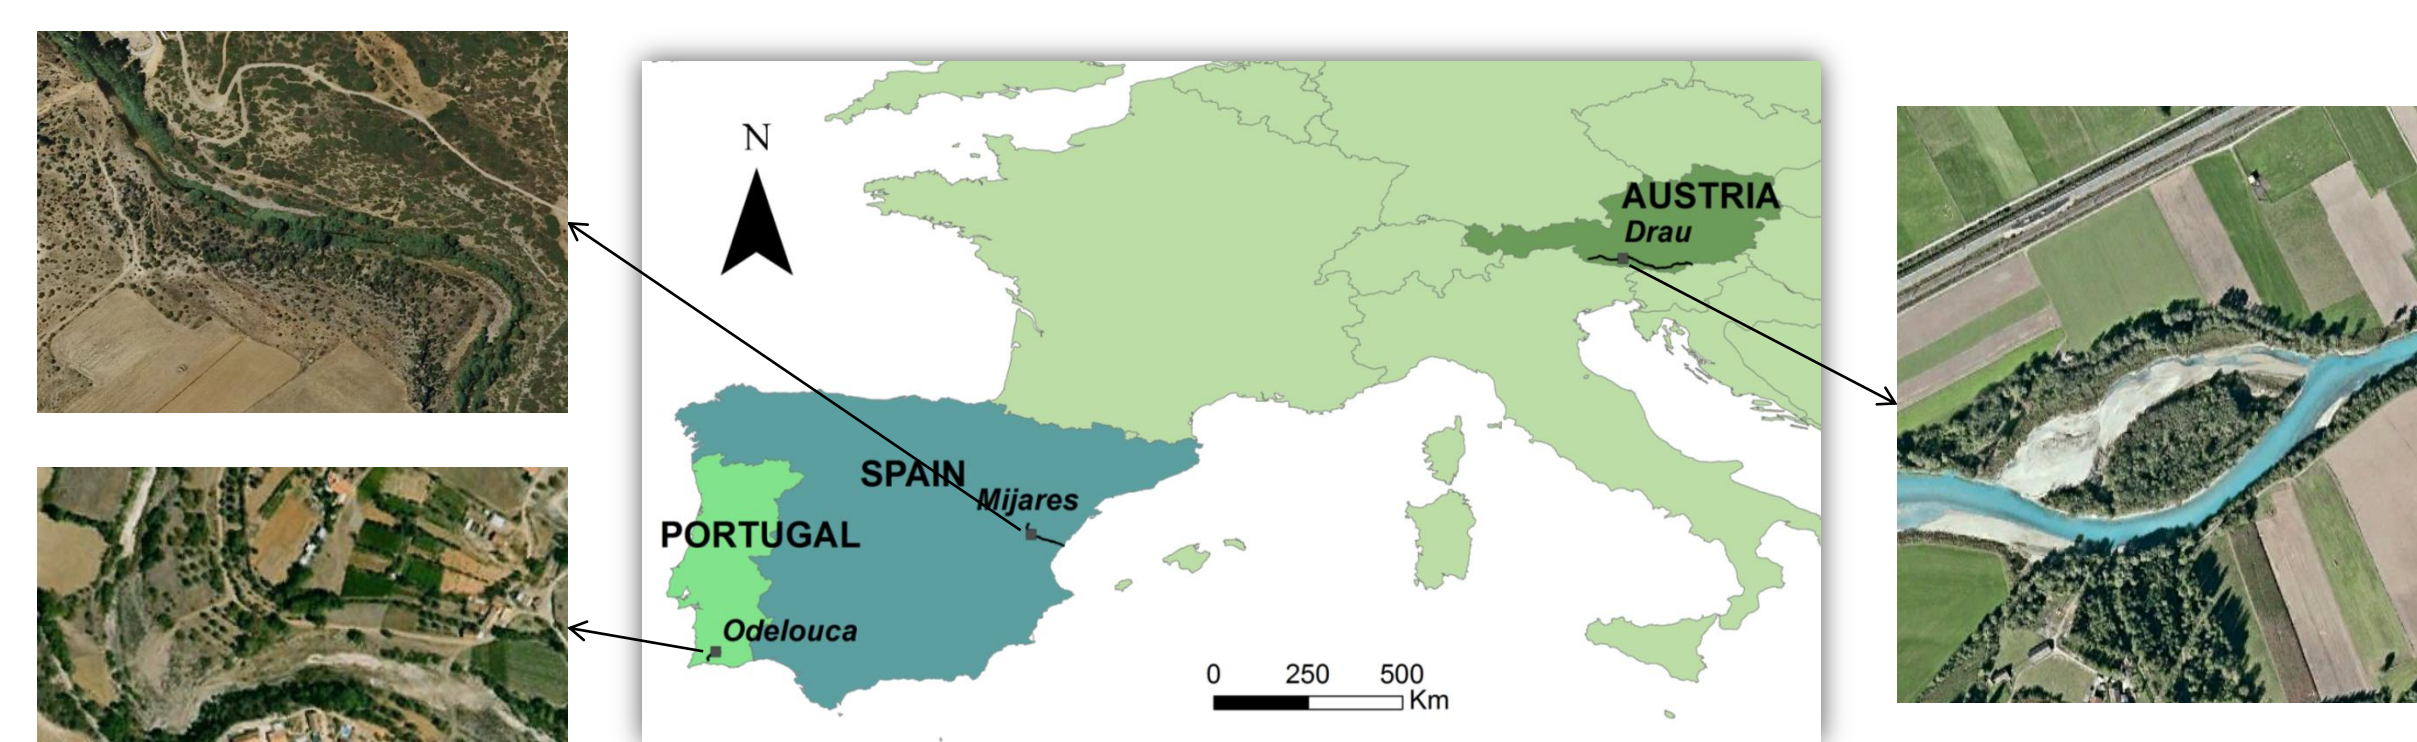 N
AUSTRIA
Drau
SPAIN
Mijares
PORTUGAL
Odelouca
0 250 500
Km